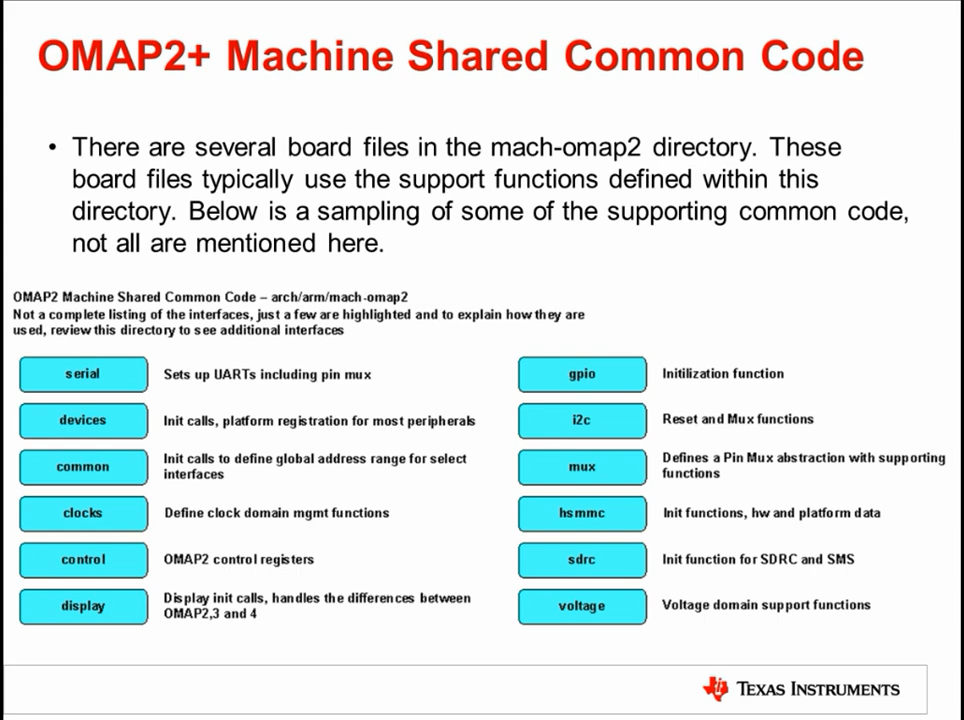 OMAP2+ Machine Shared Common Code
• There are several board files in the mach-omap2 directory. These
board files typically use the support functions defined within this
directory. Below is a sampling of some of the supporting common code,
not all are mentioned here.
OMAP2 Machine Shared Common Code – arch/arm/mach-omap2
Not a complete listing of the interfaces, just a few are highlighted and to explain how they are
used, review this directory to see additional interfaces
serial
Sets up UARTs including pin mux
devices
Init calls, platform registration for most peripherals
common
Init calls to define global address range for select
interfaces
clocks
Define clock domain mgmt functions
control
OMAP2 control registers
display
Display init calls, handles the differences between
OMAP2,3 and 4
gpio
Initilization function
i2c
Reset and Mux functions
mux
Defines a Pin Mux abstraction with supporting
functions
hsmmc
Init functions, hw and platform data
sdrc
Init function for SDRC and SMS
voltage
Voltage domain support functions
TEXAS INSTRUMENTS